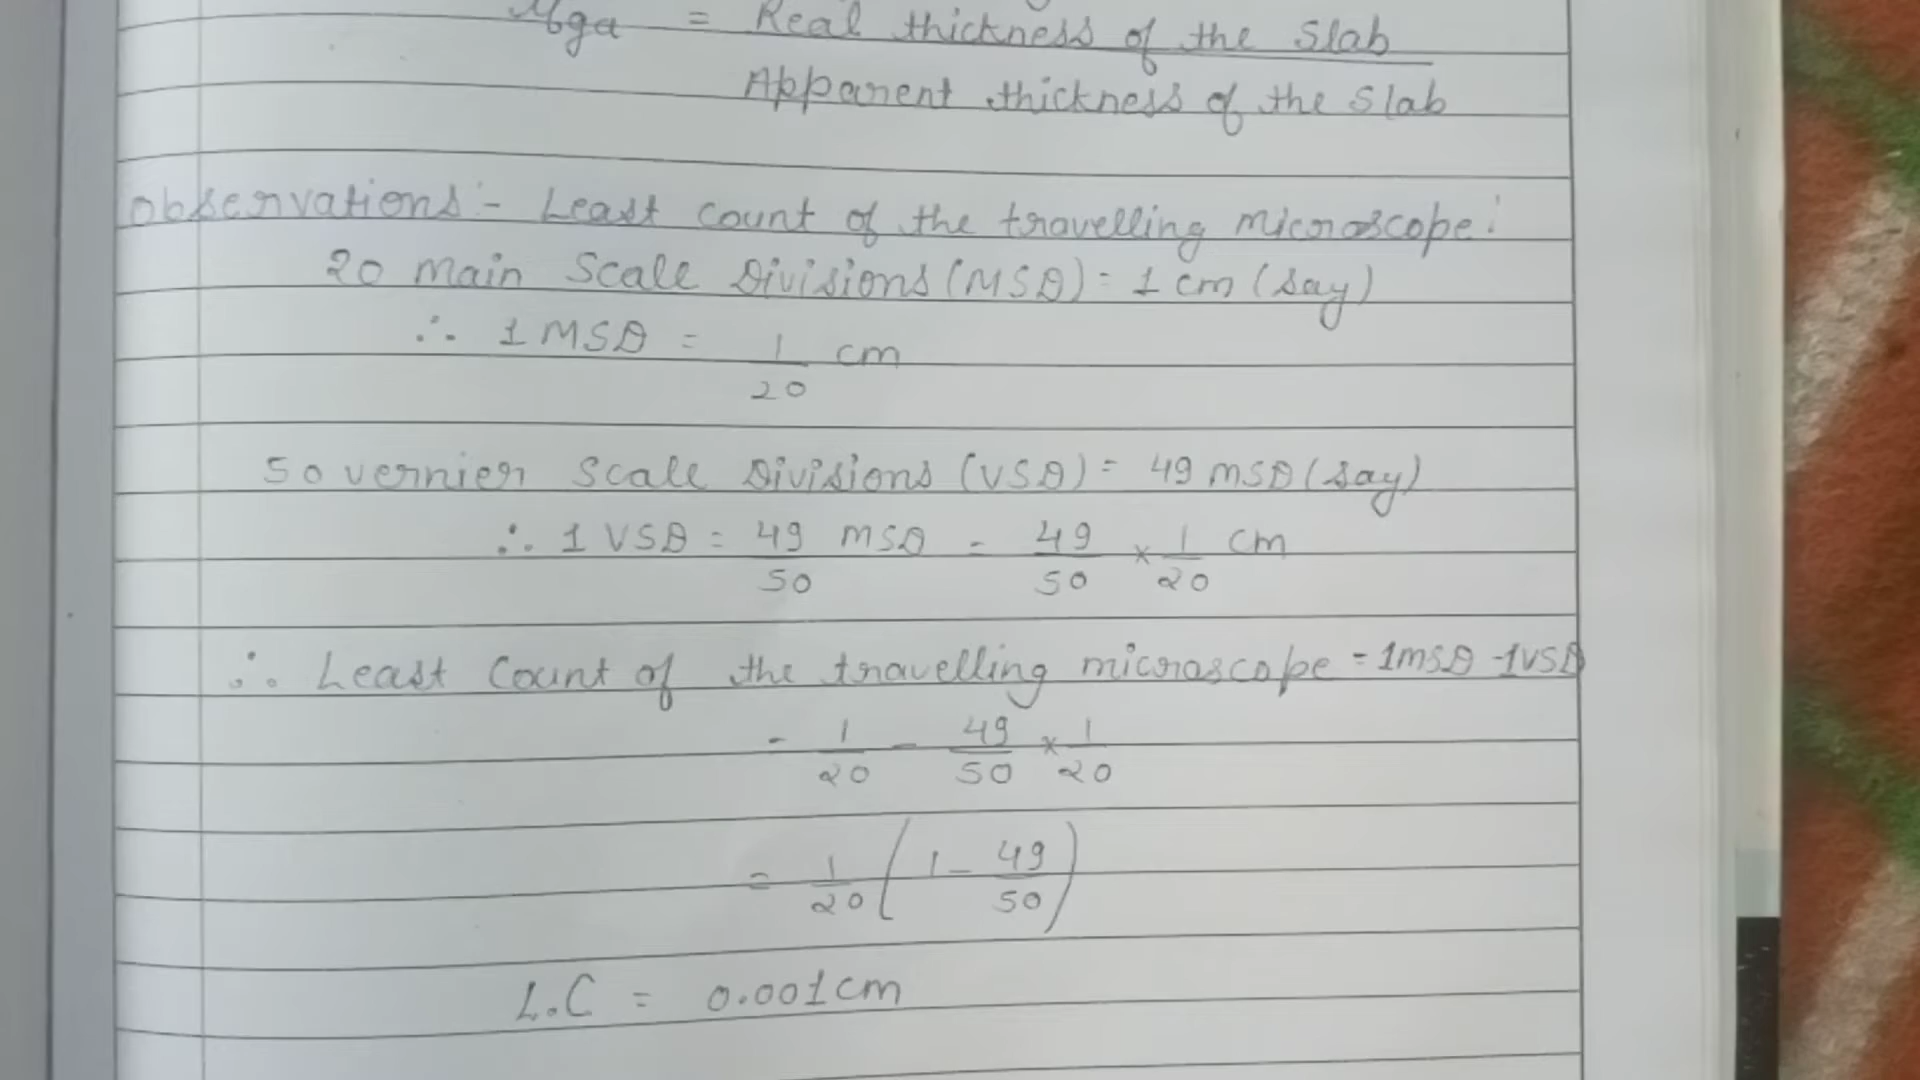 μga = Real thickness of the Slab
Apparent thickness of the Slab
Observations:- Least count of the travelling microscope:
20 main Scale Divisions (MSD) = 1 cm (say)
∴ 1 MSD = 1/20 cm
50 vernier Scale Divisions (VSD) = 49 MSD (say)
∴ 1 VSD = 49/50 MSD = 49/50 × 1/20 cm
∴ Least Count of the travelling microscope = 1MSD - 1VSD
= 1/20 - 49/50 × 1/20
= 1/20 (1 - 49/50)
L.C = 0.001cm